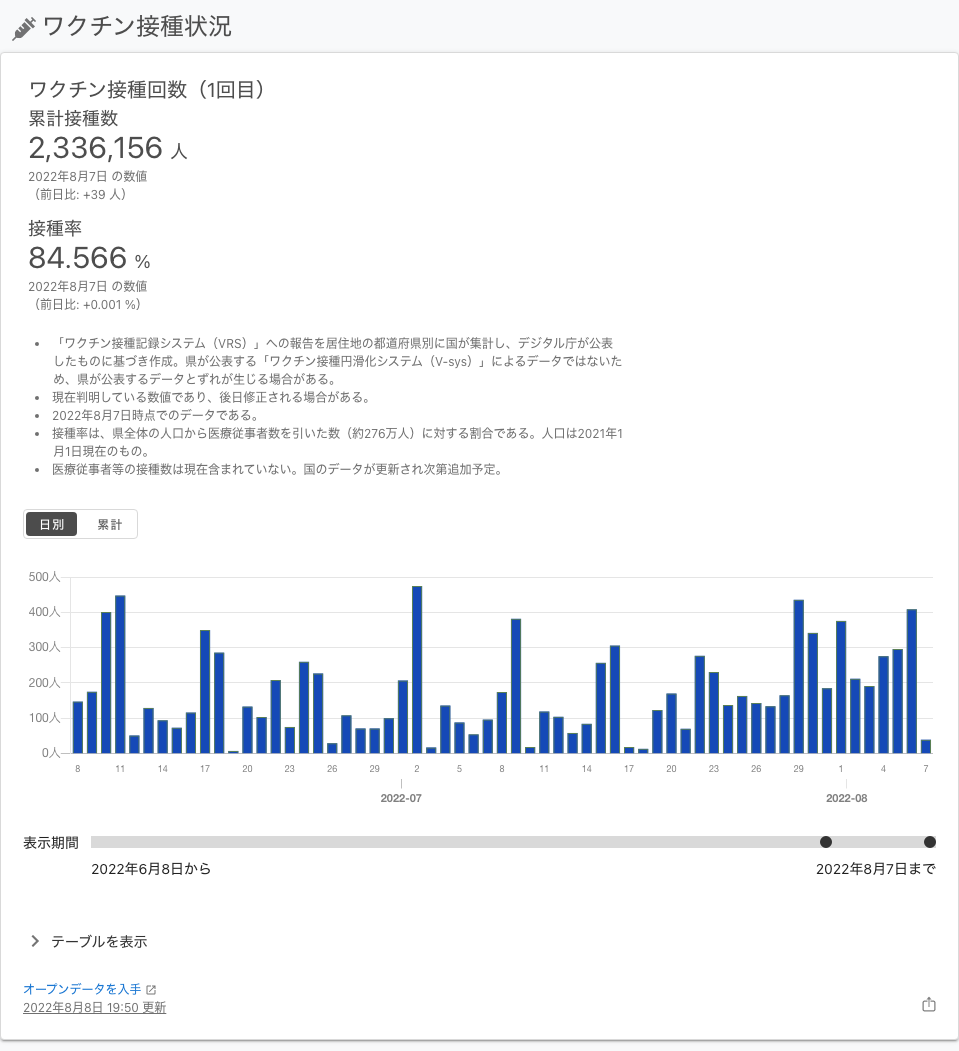 ワクチン接種状況
ワクチン接種回数（1回目）
累計接種数
2,336,156 人
2022年8月7日 の数値
（前日比: +39 人）
接種率
84.566 %
2022年8月7日 の数値
（前日比: +0.001 %）
「ワクチン接種記録システム（VRS）」への報告を居住地の都道府県別に国が集計し、デジタル庁が公表
したものに基づき作成。県が公表する「ワクチン接種円滑化システム（V-sys）」によるデータではないた
め、県が公表するデータとずれが生じる場合がある。
現在判明している数値であり、後日修正される場合がある。
2022年8月7日時点でのデータである。
接種率は、県全体の人口から医療従事者数を引いた数（約276万人）に対する割合である。人口は2021年1
月1日現在のもの。
医療従事者等の接種数は現在含まれていない。国のデータが更新され次第追加予定。
日別 累計
500人
400人
300人
200人
100人
0人
8 11 14 17 20 23 26 29 2 5 8 11 14 17 20 23 26 29 1 4 7
2022-07 2022-08
表示期間
2022年6月8日から 2022年8月7日まで
テーブルを表示
オープンデータを入手
2022年8月8日 19:50 更新